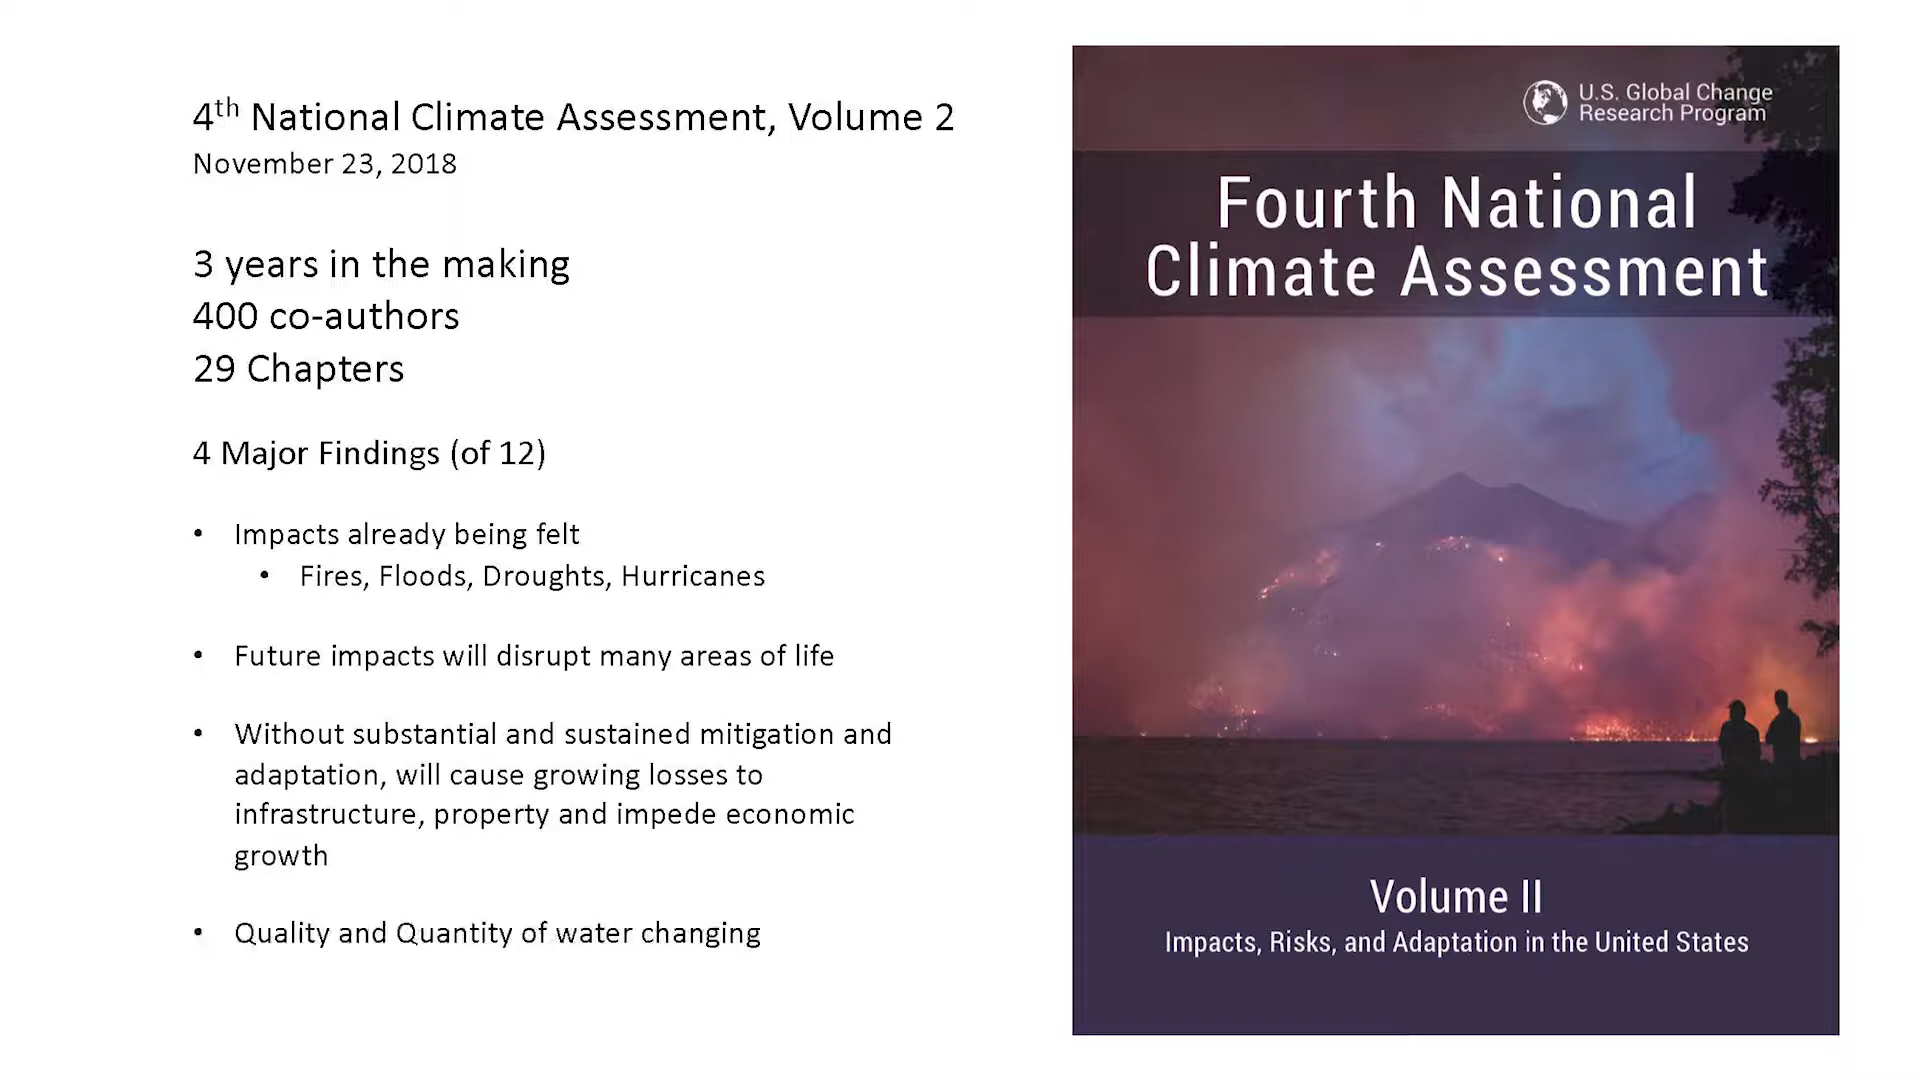 4th National Climate Assessment, Volume 2
November 23, 2018
3 years in the making
400 co-authors
29 Chapters
4 Major Findings (of 12)
• Impacts already being felt
• Fires, Floods, Droughts, Hurricanes
• Future impacts will disrupt many areas of life
• Without substantial and sustained mitigation and
adaptation, will cause growing losses to
infrastructure, property and impede economic
growth
• Quality and Quantity of water changing
U.S. Global Change
Research Program
Fourth National
Climate Assessment
Volume II
Impacts, Risks, and Adaptation in the United States